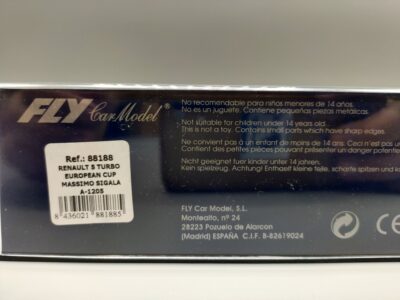 FLY Car Model®
Ref.: 88188
RENAULT 5 TURBO
EUROPEAN CUP
MASSIMO SIGALA
A-1205
8 436021 881885
No recomendable para niños menores de 14 años.
No es un juguete. Contiene pequeñas piezas metálicas.
Not suitable for children under 14 years old
This is not a toy. Contains small parts which have sharp edges.
Ne convient pas à un enfant de moins de 14 ans. Ce
Contient des petites pièces pouvant présenter un danger potentiel
Nicht geeignet fuer kinder unter 14 jahren.
Kein spielzeug. Achtung! Enthaelt kleine teile, scharfe spitzen und
FLY Car Model, S.L.
Montealto, nº 24
28223 Pozuelo de Alarcon
(Madrid) ESPAÑA C.I.F. B-82619024